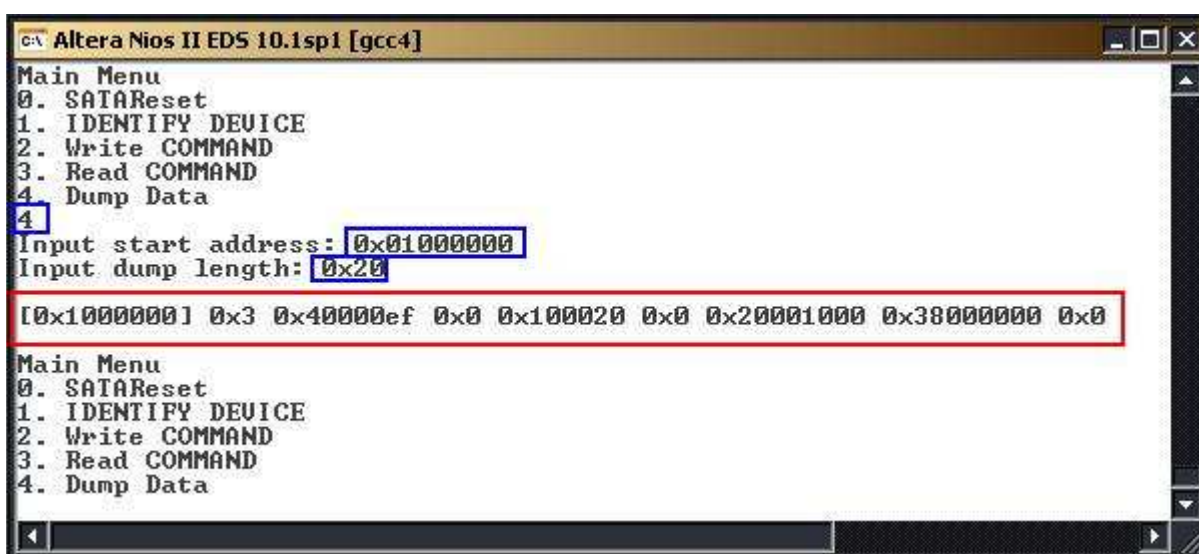 Altera Nios II EDS 10.1sp1 [gcc4]
Main Menu
0. SATAReset
1. IDENTIFY DEVICE
2. Write COMMAND
3. Read COMMAND
4. Dump Data
4
Input start address: 0x01000000
Input dump length: 0x20
[0x1000000] 0x3 0x40000ef 0x0 0x100020 0x0 0x20001000 0x38000000 0x0
Main Menu
0. SATAReset
1. IDENTIFY DEVICE
2. Write COMMAND
3. Read COMMAND
4. Dump Data